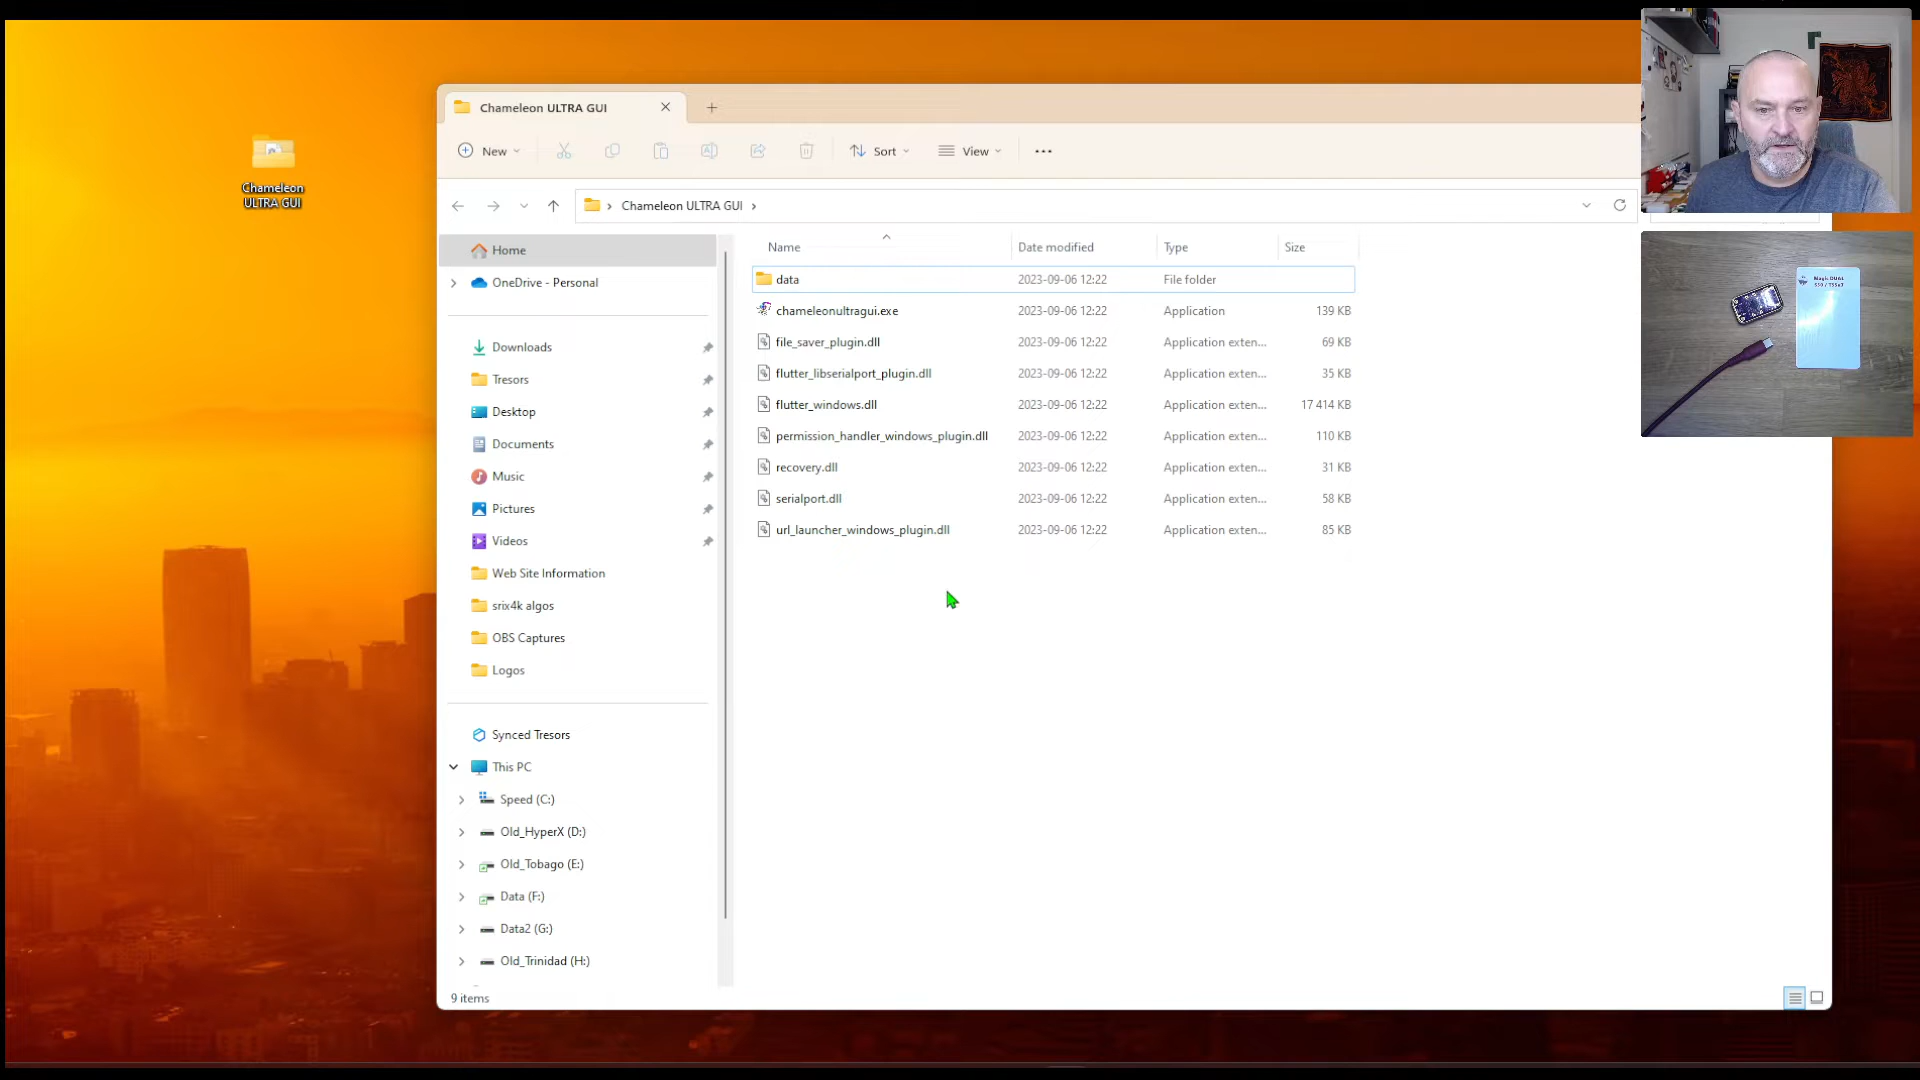 Chameleon
ULTRA GUI
Chameleon ULTRA GUI
New
Sort
View
Chameleon ULTRA GUI
Home
OneDrive - Personal
Downloads
Tresors
Desktop
Documents
Music
Pictures
Videos
Web Site Information
srix4k algos
OBS Captures
Logos
Synced Tresors
This PC
Speed (C:)
Old_HyperX (D:)
Old_Tobago (E:)
Data (F:)
Data2 (G:)
Old_Trinidad (H:)
Name Date modified Type Size
data 2023-09-06 12:22 File folder
chameleonultragui.exe 2023-09-06 12:22 Application 139 KB
file_saver_plugin.dll 2023-09-06 12:22 Application exten... 69 KB
flutter_libserialport_plugin.dll 2023-09-06 12:22 Application exten... 35 KB
flutter_windows.dll 2023-09-06 12:22 Application exten... 17 414 KB
permission_handler_windows_plugin.dll 2023-09-06 12:22 Application exten... 110 KB
recovery.dll 2023-09-06 12:22 Application exten... 31 KB
serialport.dll 2023-09-06 12:22 Application exten... 58 KB
url_launcher_windows_plugin.dll 2023-09-06 12:22 Application exten... 85 KB
9 items
Magic DUAL